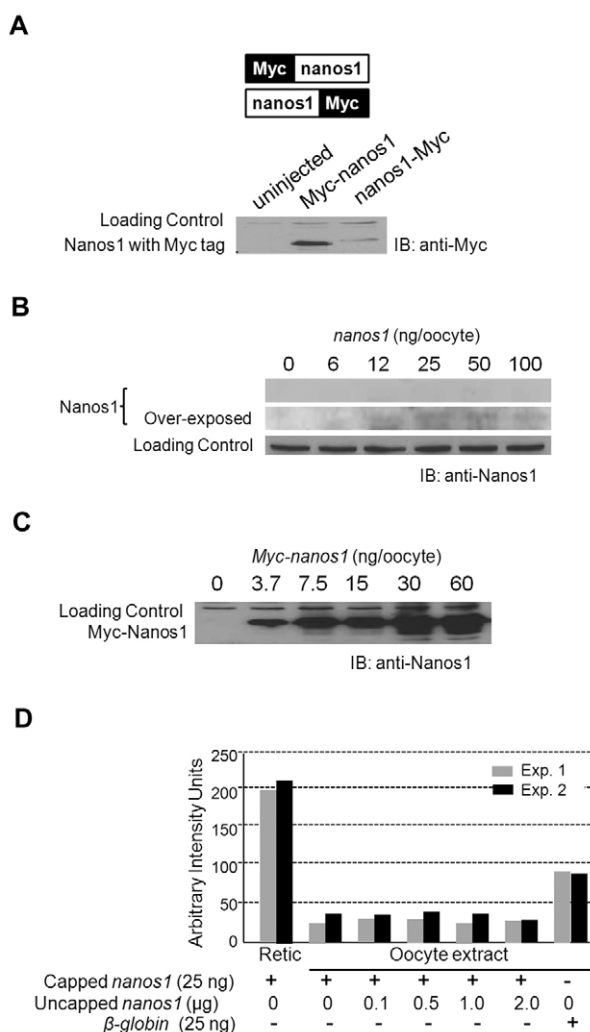 A
Myc nanos1
nanos1 Myc
uninjected Myc-nanos1 nanos1-Myc
Loading Control
Nanos1 with Myc tag IB: anti-Myc
B
nanos1 (ng/oocyte)
0 6 12 25 50 100
Nanos1
Over-exposed
Loading Control
IB: anti-Nanos1
C
Myc-nanos1 (ng/oocyte)
0 3.7 7.5 15 30 60
Loading Control
Myc-Nanos1
IB: anti-Nanos1
D
Arbitrary Intensity Units
250
200
150
100
50
0
Exp. 1
Exp. 2
Retic Oocyte extract
Capped nanos1 (25 ng) + + + + + + -
Uncapped nanos1 (µg) 0 0 0.1 0.5 1.0 2.0 0
β-globin (25 ng) - - - - - - +